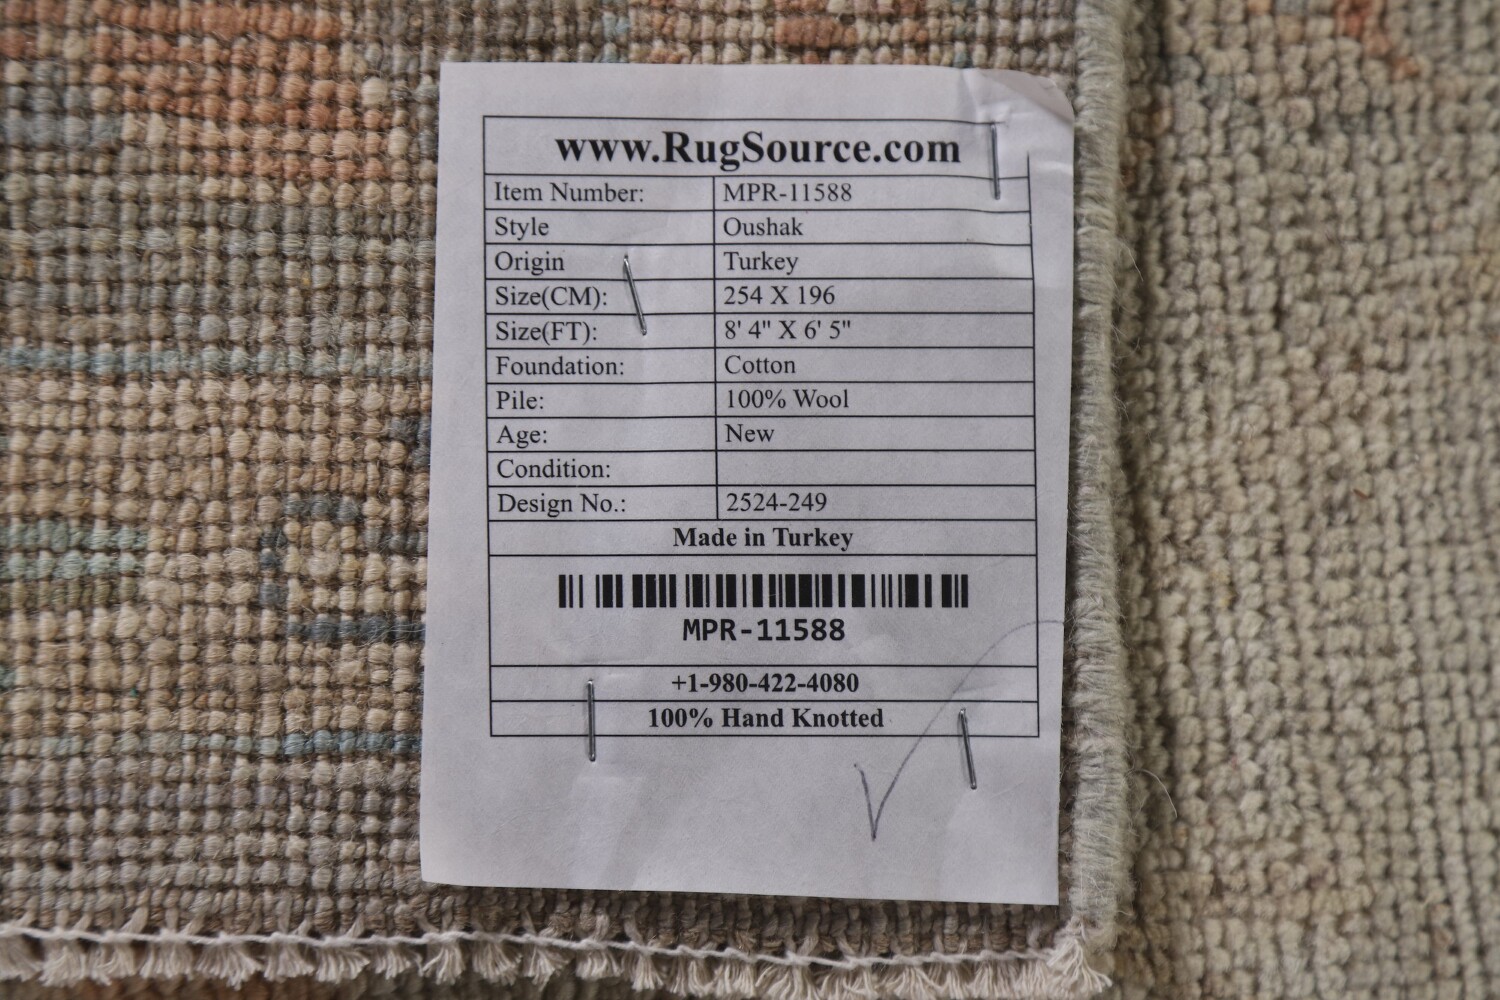 www.RugSource.com
Item Number: MPR-11588
Style Oushak
Origin Turkey
Size(CM): 254 X 196
Size(FT): 8' 4" X 6' 5"
Foundation: Cotton
Pile: 100% Wool
Age: New
Condition:
Design No.: 2524-249
Made in Turkey
MPR-11588
+1-980-422-4080
100% Hand Knotted